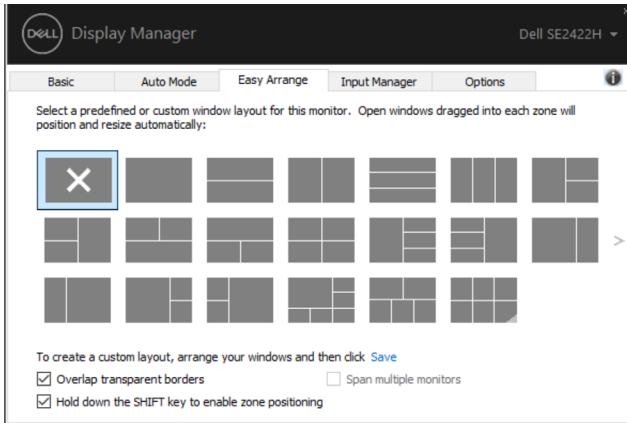 DELL Display Manager
Dell SE2422H
Basic Auto Mode Easy Arrange Input Manager Options
Select a predefined or custom window layout for this monitor. Open windows dragged into each zone will
position and resize automatically:
To create a custom layout, arrange your windows and then click Save
Overlap transparent borders
Span multiple monitors
Hold down the SHIFT key to enable zone positioning